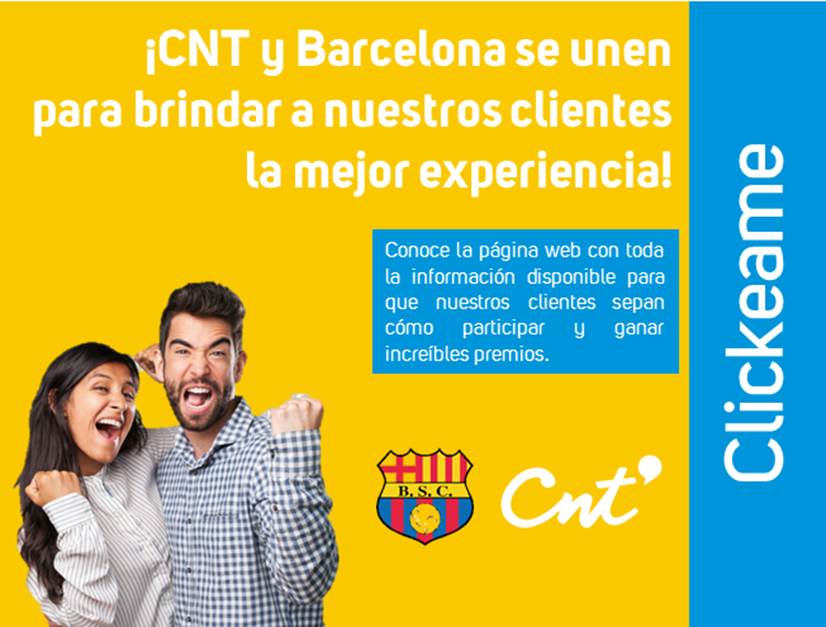 ¡CNT y Barcelona se unen
para brindar a nuestros clientes
la mejor experiencia!
Conoce la página web con toda
la información disponible para
que nuestros clientes sepan
cómo participar y ganar
increíbles premios.
B. S. C.
Cnt
Clickeame